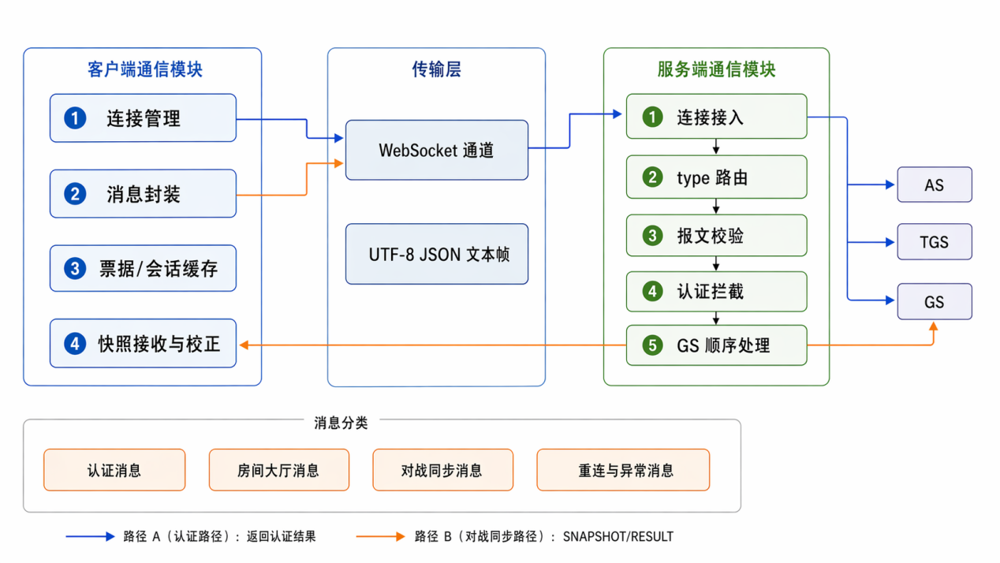 客户端通信模块
1 连接管理
2 消息封装
3 票据/会话缓存
4 快照接收与校正
传输层
WebSocket 通道
UTF-8 JSON 文本帧
服务端通信模块
1 连接接入
2 type 路由
3 报文校验
4 认证拦截
5 GS 顺序处理
AS
TGS
GS
消息分类
认证消息
房间大厅消息
对战同步消息
重连与异常消息
路径 A（认证路径）：返回认证结果
路径 B（对战同步路径）：SNAPSHOT/RESULT